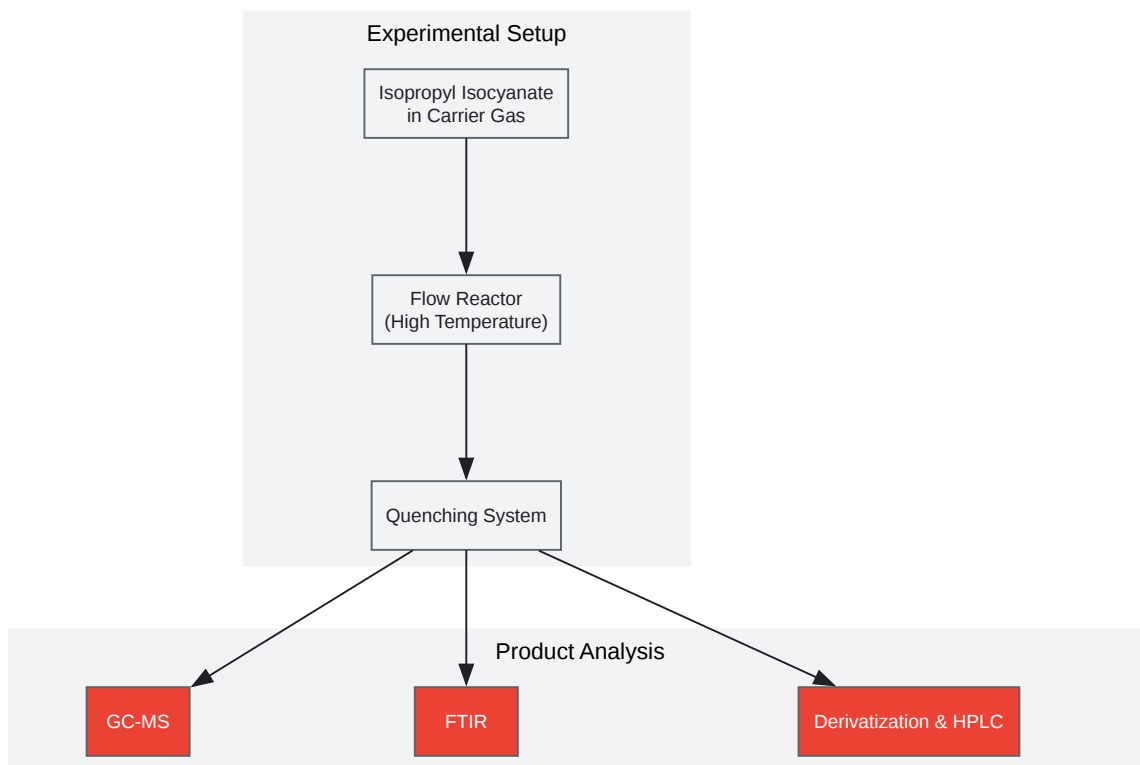 Experimental Setup
Isopropyl Isocyanate
in Carrier Gas
Flow Reactor
(High Temperature)
Quenching System
Product Analysis
GC-MS
FTIR
Derivatization & HPLC